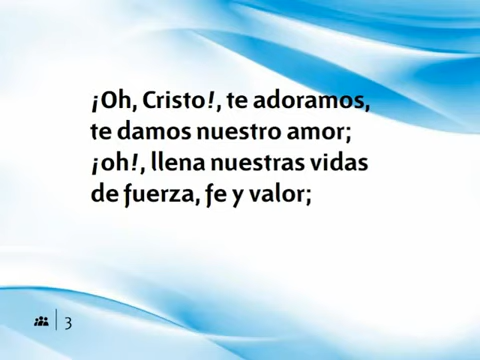 ¡Oh, Cristo!, te adoramos,
te damos nuestro amor;
¡oh!, llena nuestras vidas
de fuerza, fe y valor;
3